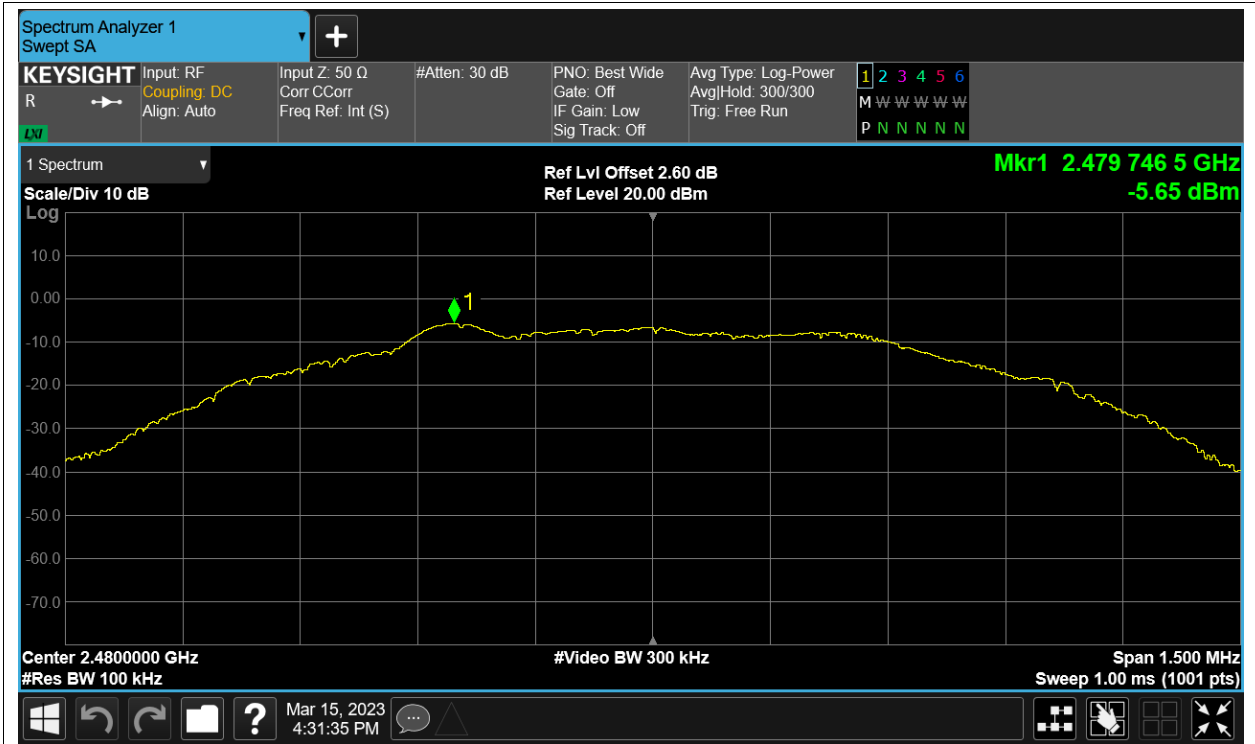 Spectrum Analyzer 1
Swept SA
KEYSIGHT
R
LXI
Input: RF
Coupling: DC
Align: Auto
Input Z: 50 Ω
Corr CCorr
Freq Ref: Int (S)
#Atten: 30 dB
PNO: Best Wide
Gate: Off
IF Gain: Low
Sig Track: Off
Avg Type: Log-Power
Avg|Hold: 300/300
Trig: Free Run
1 2 3 4 5 6
M W W W W W
P N N N N N
1 Spectrum
Scale/Div 10 dB
Log
Ref Lvl Offset 2.60 dB
Ref Level 20.00 dBm
Mkr1 2.479 746 5 GHz
-5.65 dBm
1
10.0
0.00
-10.0
-20.0
-30.0
-40.0
-50.0
-60.0
-70.0
Center 2.4800000 GHz
#Res BW 100 kHz
#Video BW 300 kHz
Span 1.500 MHz
Sweep 1.00 ms (1001 pts)
?
Mar 15, 2023
4:31:35 PM